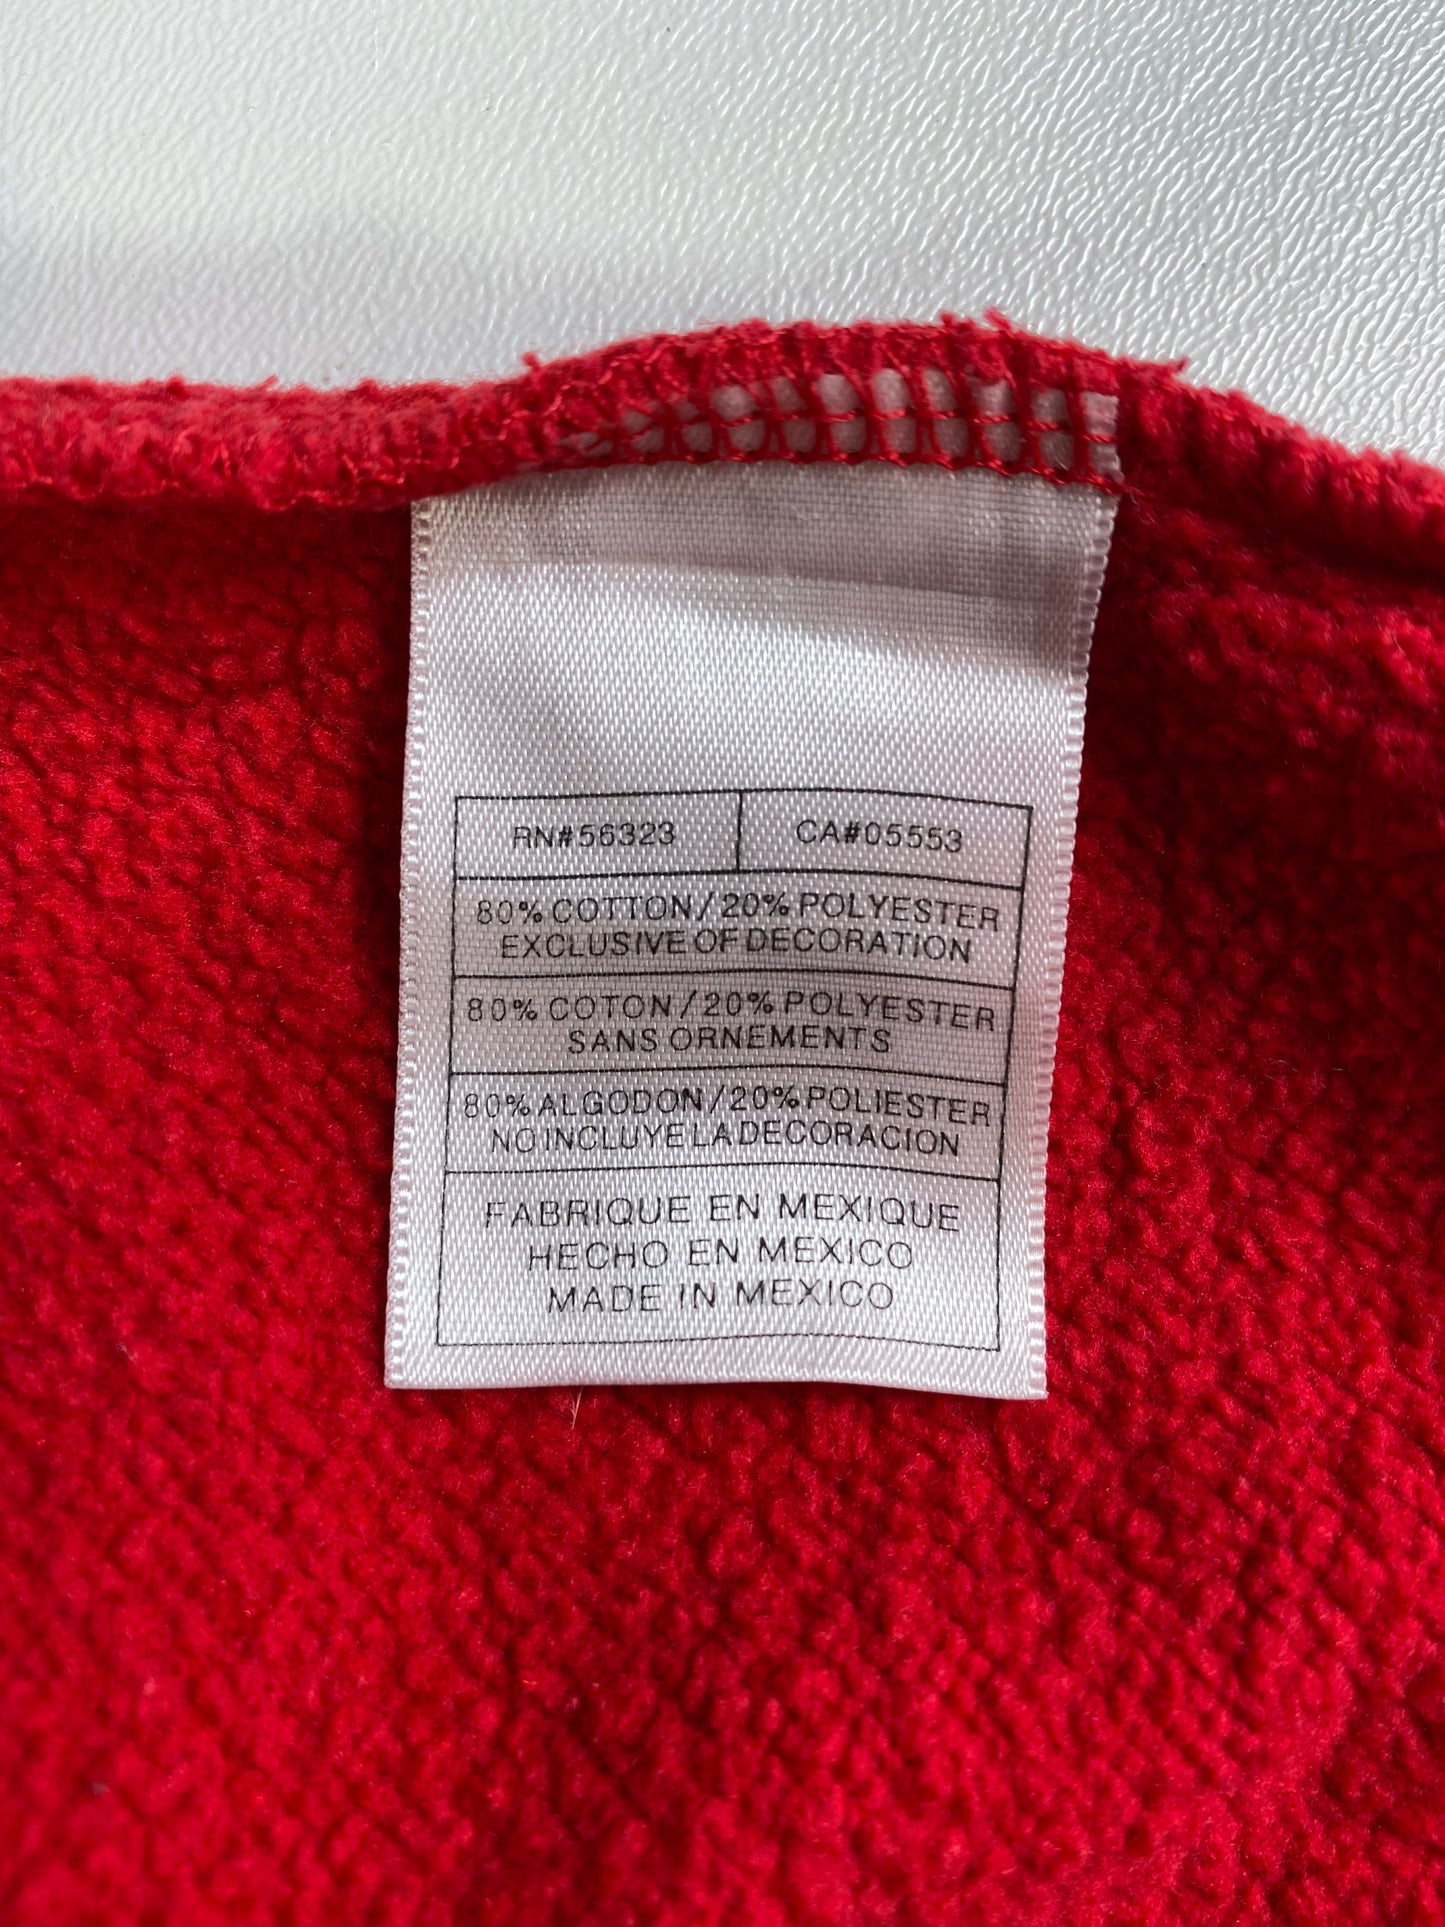 RN#56323 CA#05553
80% COTTON/20% POLYESTER
EXCLUSIVE OF DECORATION
80% COTON/20% POLYESTER
SANS ORNEMENTS
80% ALGODON/20% POLIESTER
NO INCLUYE LA DECORACION
FABRIQUE EN MEXIQUE
HECHO EN MEXICO
MADE IN MEXICO